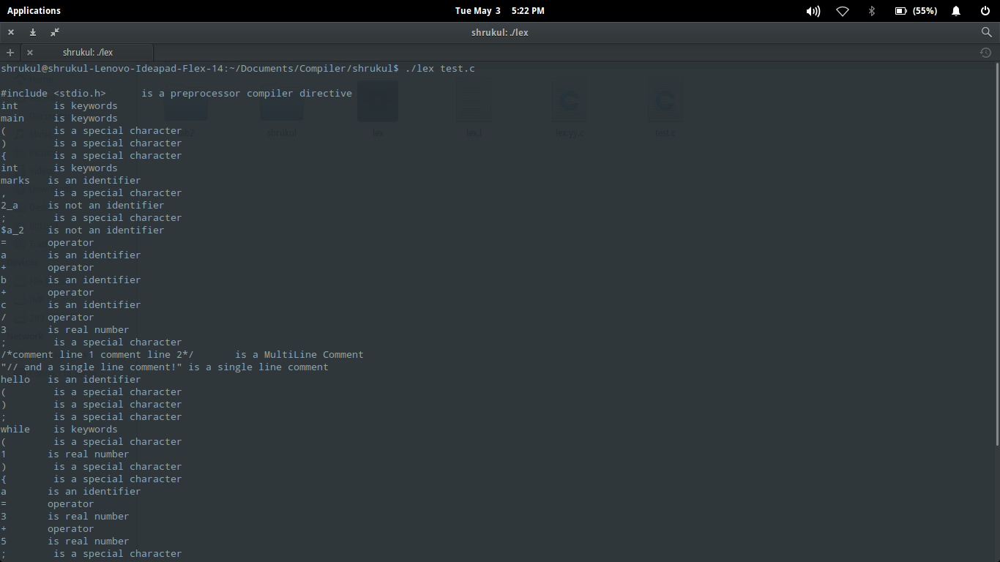 Applications Tue May 3 5:22 PM (55%)
shrukul: ./lex
shrukul: ./lex
shrukul@shrukul-Lenovo-Ideapad-Flex-14:~/Documents/Compiler/shrukul$ ./lex test.c
#include <stdio.h> is a preprocessor compiler directive
int is keywords
main is keywords
( is a special character
) is a special character
{ is a special character
int is keywords
marks is an identifier
, is a special character
2_a is not an identifier
; is a special character
$a_2 is not an identifier
= operator
a is an identifier
+ operator
b is an identifier
+ operator
c is an identifier
/ operator
3 is real number
; is a special character
/*comment line 1 comment line 2*/ is a MultiLine Comment
"// and a single line comment!" is a single line comment
hello is an identifier
( is a special character
) is a special character
; is a special character
while is keywords
( is a special character
1 is real number
) is a special character
{ is a special character
a is an identifier
= operator
3 is real number
+ operator
5 is real number
; is a special character
shrukul lex lex.l lex.yy.c test.c